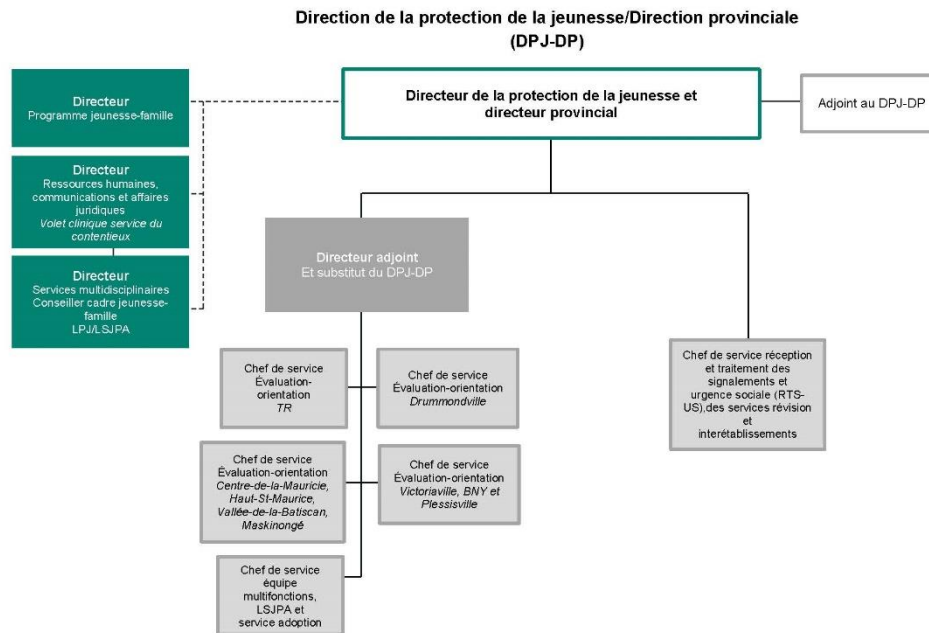 Direction de la protection de la jeunesse/Direction provinciale
(DPJ-DP)
Directeur
Programme jeunesse-famille
Directeur de la protection de la jeunesse et
directeur provincial
Adjoint au DPJ-DP
Directeur
Ressources humaines,
communications et affaires
juridiques
Volet clinique service du
contentieux
Directeur
Services multidisciplinaires
Conseiller cadre jeunesse-
famille
LPJ/LSJPA
Directeur adjoint
Et substitut du DPJ-DP
Chef de service
Évaluation-
orientation
TR
Chef de service
Évaluation-orientation
Drummondville
Chef de service réception
et traitement des
signalements et
urgence sociale (RTS-
US),des services révision
et
interétablissements
Chef de service
Évaluation-orientation
Centre-de-la-Mauricie,
Haut-St-Maurice,
Vallée-de-la-Batiscan,
Maskinongé
Chef de service
Évaluation-orientation
Victoriaville, BNY et
Plessisville
Chef de service
équipe
multifonctions,
LSJPA et
service adoption